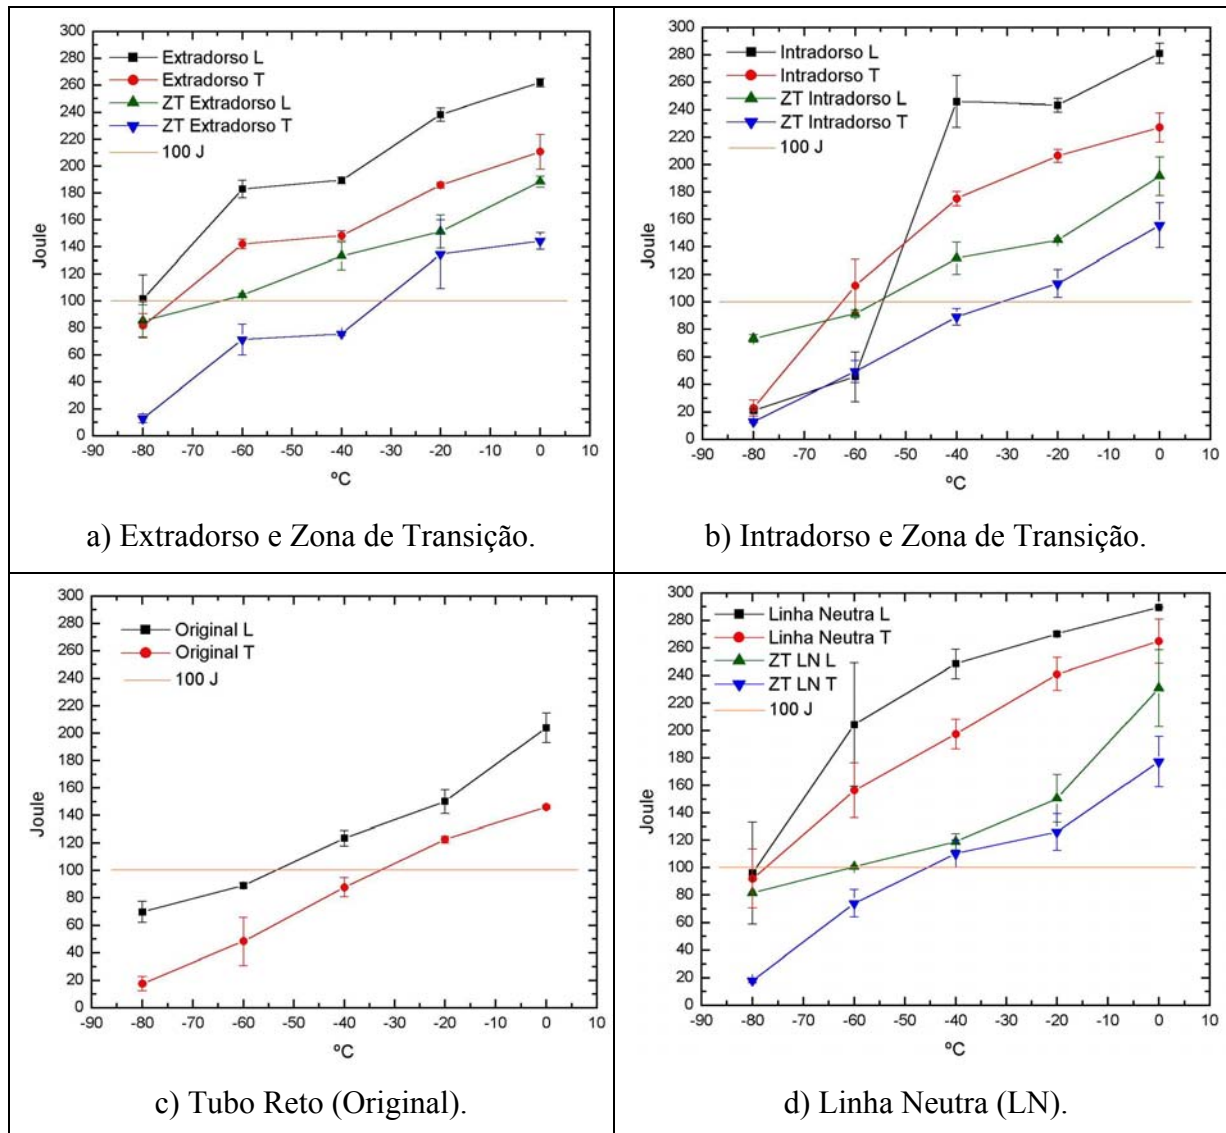 300
280
260
240
220
200
180
160
140
120
100
80
60
40
20
0
Joule
Extradorso L
Extradorso T
ZT Extradorso L
ZT Extradorso T
100 J
-90 -80 -70 -60 -50 -40 -30 -20 -10 0 10
ºC
a) Extradorso e Zona de Transição.
300
280
260
240
220
200
180
160
140
120
100
80
60
40
20
0
Joule
Intradorso L
Intradorso T
ZT Intradorso L
ZT Intradorso T
100 J
-90 -80 -70 -60 -50 -40 -30 -20 -10 0 10
ºC
b) Intradorso e Zona de Transição.
300
280
260
240
220
200
180
160
140
120
100
80
60
40
20
0
Joule
Original L
Original T
100 J
-90 -80 -70 -60 -50 -40 -30 -20 -10 0 10
ºC
c) Tubo Reto (Original).
300
280
260
240
220
200
180
160
140
120
100
80
60
40
20
0
Joule
Linha Neutra L
Linha Neutra T
ZT LN L
ZT LN T
100 J
-90 -80 -70 -60 -50 -40 -30 -20 -10 0 10
ºC
d) Linha Neutra (LN).